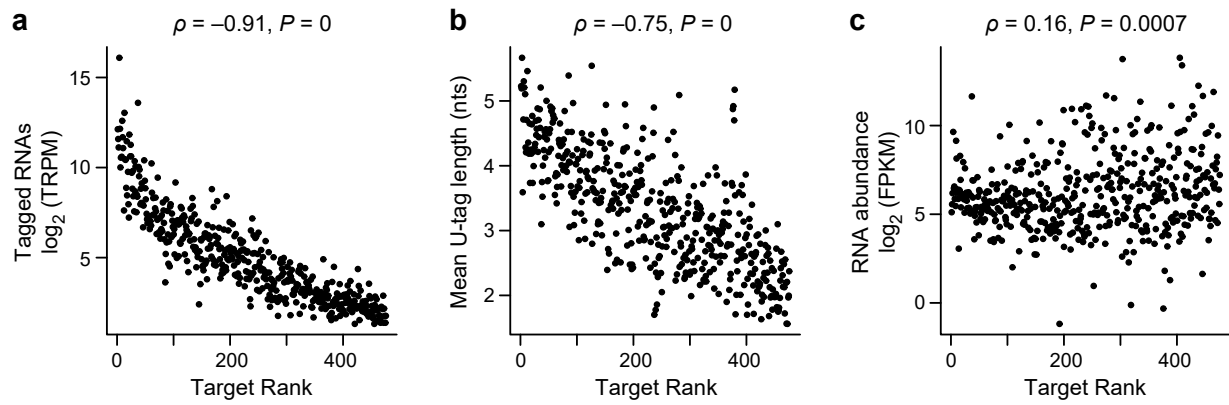 a
ρ = –0.91, P = 0
Tagged RNAs
log2 (TRPM)
15
10
5
0
200
400
Target Rank
b
ρ = –0.75, P = 0
Mean U-tag length (nts)
5
4
3
2
0
200
400
Target Rank
c
ρ = 0.16, P = 0.0007
RNA abundance
log2 (FPKM)
10
5
0
0
200
400
Target Rank